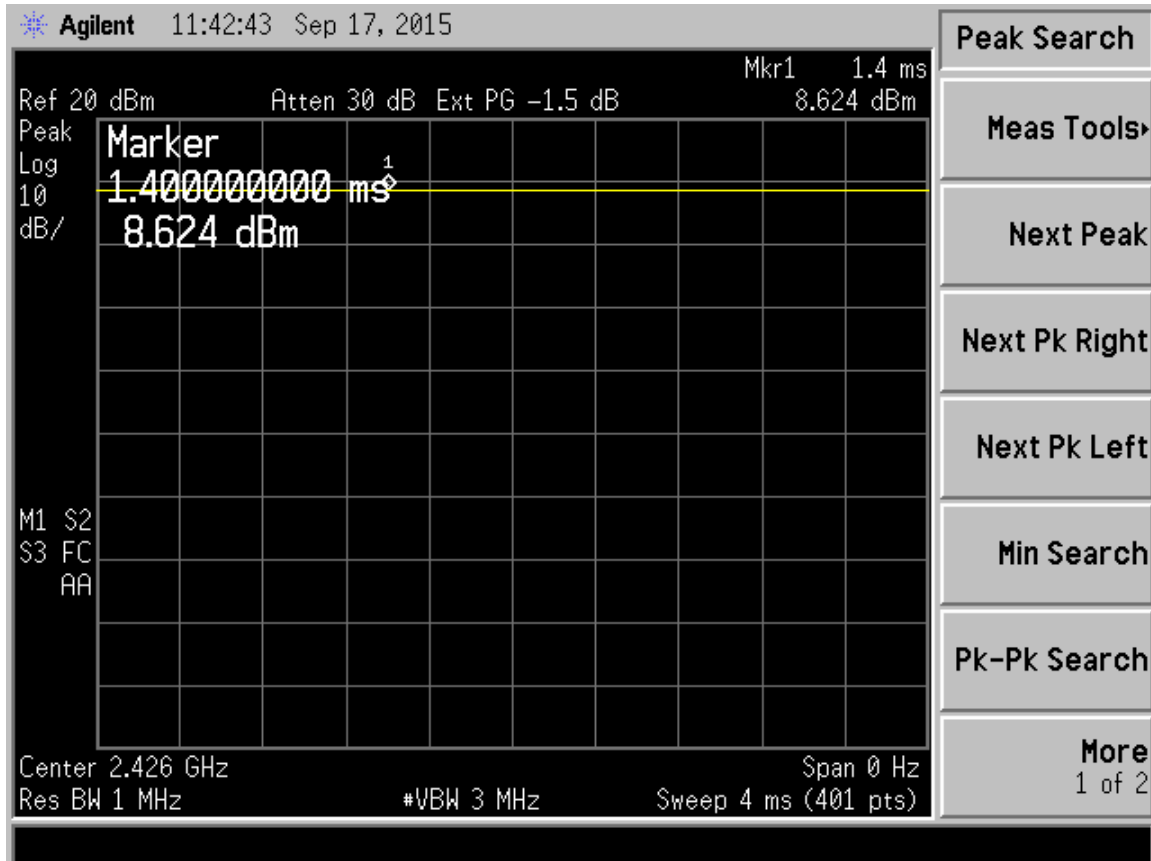 Agilent 11:42:43 Sep 17, 2015
Peak Search
Mkr1 1.4 ms
Ref 20 dBm Atten 30 dB Ext PG -1.5 dB 8.624 dBm
Peak
Log
10
dB/
Marker
1.400000000 ms
8.624 dBm
1
M1 S2
S3 FC
AA
Center 2.426 GHz Span 0 Hz
Res BW 1 MHz #VBW 3 MHz Sweep 4 ms (401 pts)
Meas Tools
Next Peak
Next Pk Right
Next Pk Left
Min Search
Pk-Pk Search
More
1 of 2